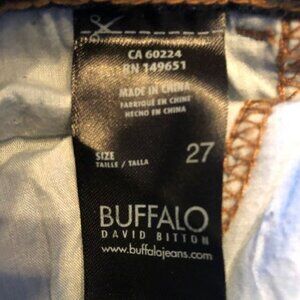 CA 60224
RN 149651
MADE IN CHINA
FABRIQUÉ EN CHINE
HECHO EN CHINA
SIZE
TAILLE / TALLA
27
BUFFALO
DAVID BITTON
www.buffalojeans.com